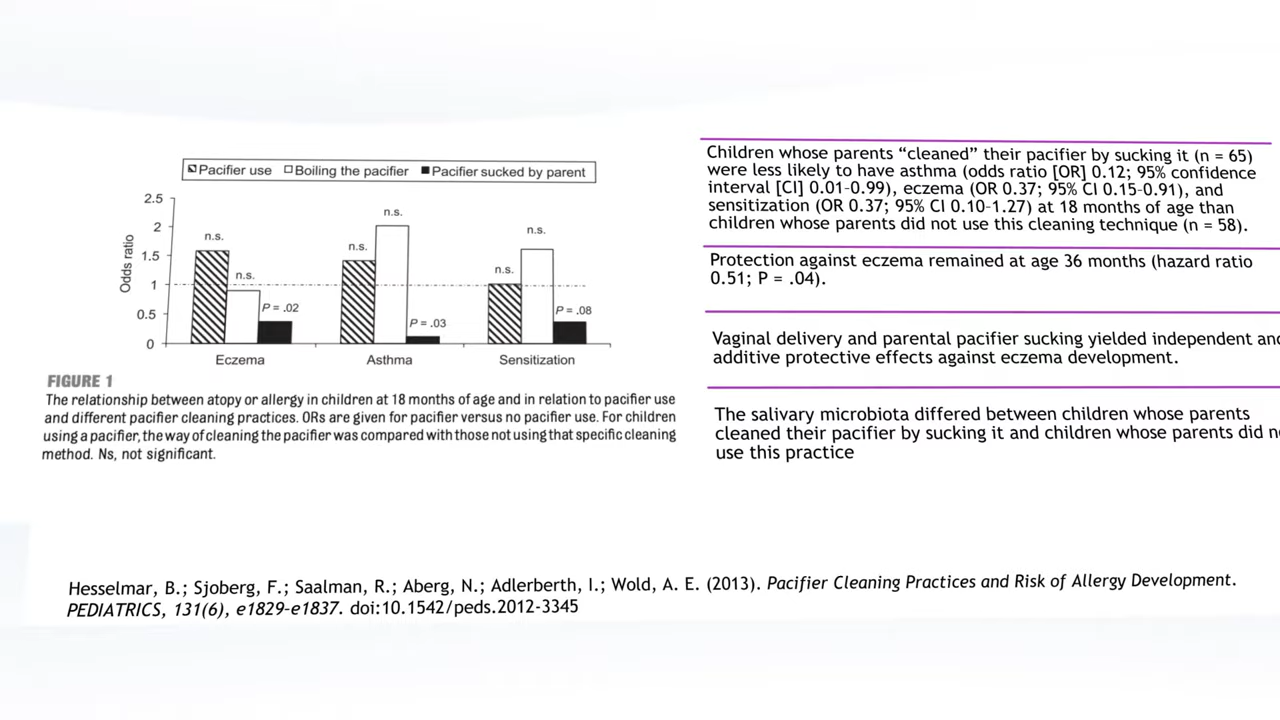 Pacifier use Boiling the pacifier Pacifier sucked by parent
2.5
2
1.5
1
0.5
0
Odds ratio
n.s.
n.s.
P = .02
n.s.
n.s.
P = .03
n.s.
n.s.
P = .08
Eczema
Asthma
Sensitization
FIGURE 1
The relationship between atopy or allergy in children at 18 months of age and in relation to pacifier use
and different pacifier cleaning practices. ORs are given for pacifier versus no pacifier use. For children
using a pacifier, the way of cleaning the pacifier was compared with those not using that specific cleaning
method. Ns, not significant.
Children whose parents “cleaned” their pacifier by sucking it (n = 65)
were less likely to have asthma (odds ratio [OR] 0.12; 95% confidence
interval [CI] 0.01-0.99), eczema (OR 0.37; 95% CI 0.15-0.91), and
sensitization (OR 0.37; 95% CI 0.10-1.27) at 18 months of age than
children whose parents did not use this cleaning technique (n = 58).
Protection against eczema remained at age 36 months (hazard ratio
0.51; P = .04).
Vaginal delivery and parental pacifier sucking yielded independent
additive protective effects against eczema development.
The salivary microbiota differed between children whose parents
cleaned their pacifier by sucking it and children whose parents did
use this practice
Hesselmar, B.; Sjoberg, F.; Saalman, R.; Aberg, N.; Adlerberth, I.; Wold, A. E. (2013). Pacifier Cleaning Practices and Risk of Allergy Development.
PEDIATRICS, 131(6), e1829-e1837. doi:10.1542/peds.2012-3345